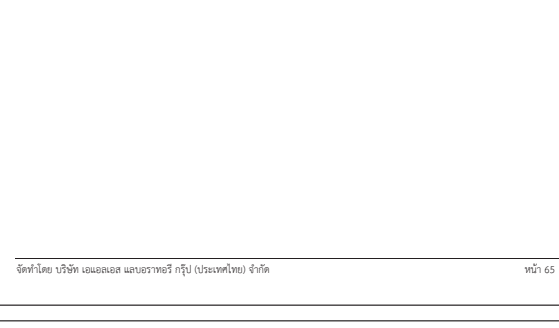 จัดทำโดย บริษัท เอแอลเอส แลบอราทอรี กรุ๊ป (ประเทศไทย) จำกัด หน้า 65